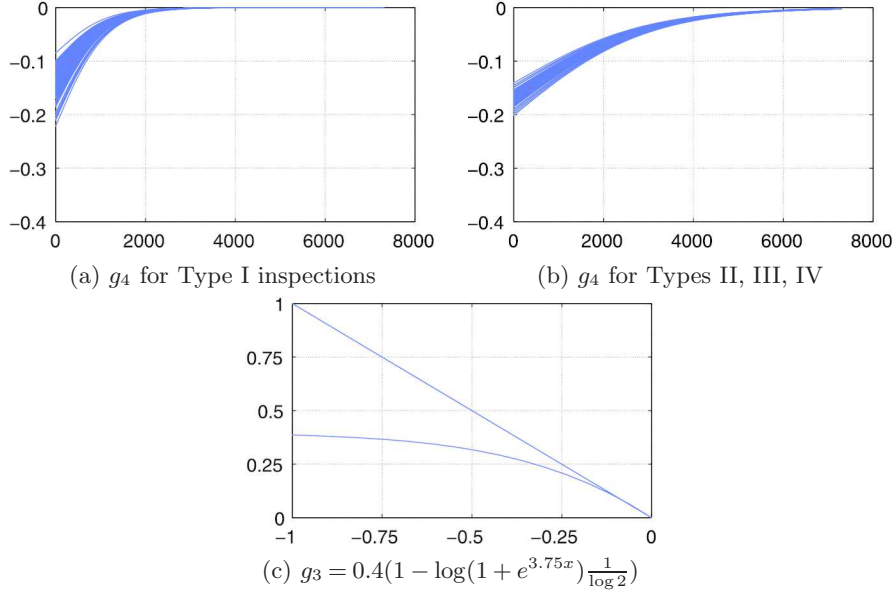 0
−0.1
−0.2
−0.3
−0.4
0 2000 4000 6000 8000
(a) g₄ for Type I inspections
0
−0.1
−0.2
−0.3
−0.4
0 2000 4000 6000 8000
(b) g₄ for Types II, III, IV
1
0.75
0.5
0.25
0
−1 −0.75 −0.5 −0.25 0
(c) g₃ = 0.4(1 − log(1 + e^{3.75x}) \frac{1}{\log 2})